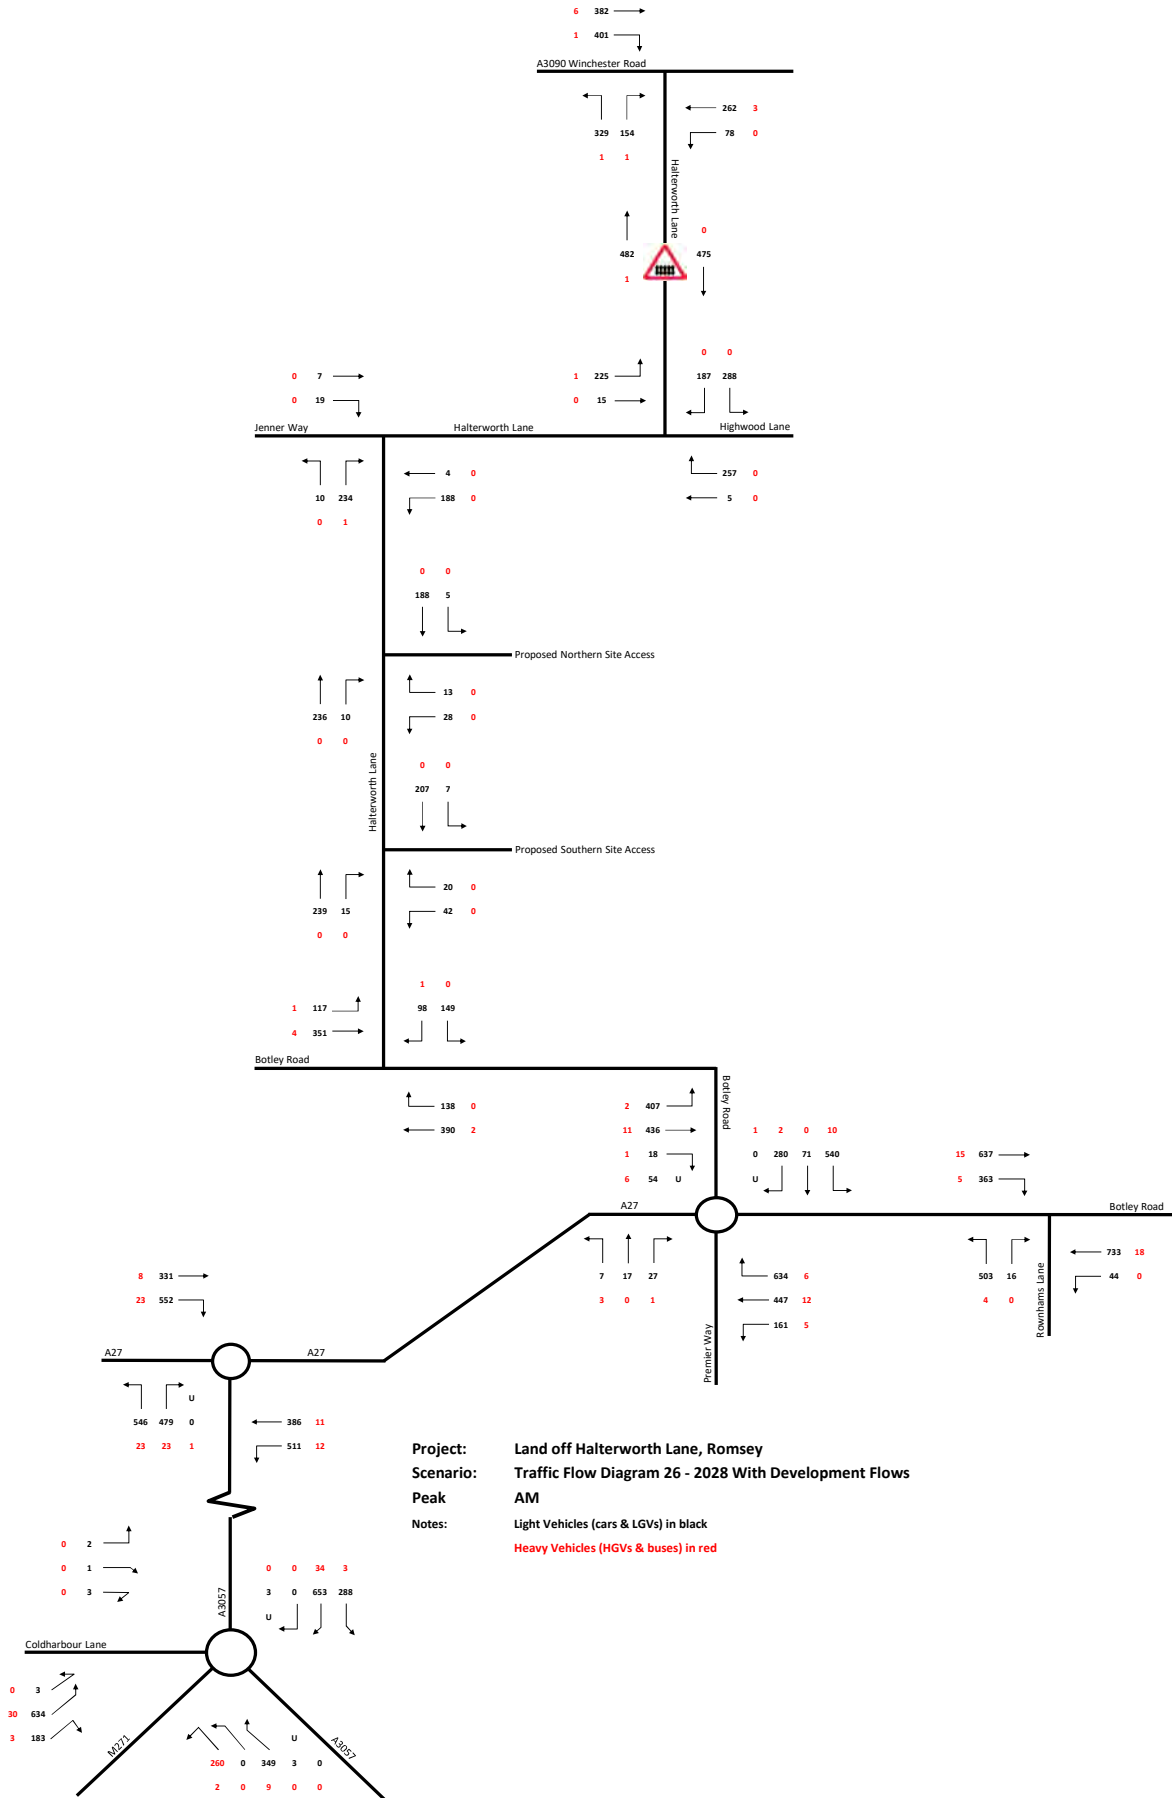 6 382
1 401
A3090 Winchester Road
262 3
329 154
78 0
1 1
Halterworth Lane
0
482
475
1
0 0
0 7
1 225
187 288
0 19
0 15
Jenner Way
Halterworth Lane
Highwood Lane
4 0
257 0
10 234
188 0
5 0
0 1
0 0
188 5
Proposed Northern Site Access
13 0
236 10
28 0
0 0
Halterworth Lane
0 0
207 7
Proposed Southern Site Access
20 0
239 15
42 0
0 0
1 0
1 117
98 149
4 351
Botley Road
Botley Road
138 0
2 407
390 2
11 436
1 2 0 10
1 18
0 280 71 540
15 637
6 54 U
U
5 363
A27
Botley Road
733 18
7 17 27
634 6
503 16
44 0
3 0 1
447 12
4 0
161 5
Premier Way
Rownhams Lane
8 331
23 552
A27
A27
U
546 479 0
386 11
23 23 1
511 12
Project: Land off Halterworth Lane, Romsey
Scenario: Traffic Flow Diagram 26 - 2028 With Development Flows
Peak AM
Notes: Light Vehicles (cars & LGVs) in black
Heavy Vehicles (HGVs & buses) in red
0 2
0 1
0 0 34 3
0 3
3 0 653 288
U
A3057
Coldharbour Lane
0 3
30 634
3 183
M271
A3057
U
260 0 349 3 0
2 0 9 0 0